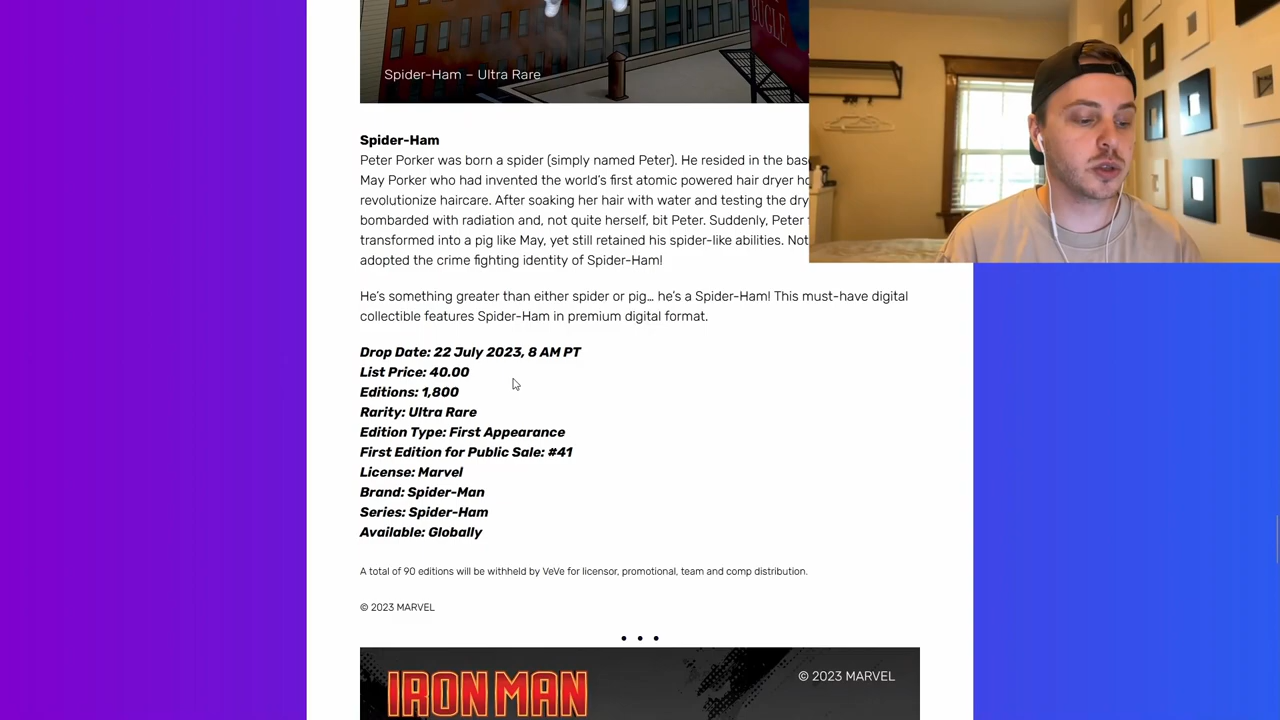 BUGLE
Spider-Ham – Ultra Rare
Spider-Ham
Peter Porker was born a spider (simply named Peter). He resided in the
May Porker who had invented the world's first atomic powered hair dryer
revolutionize haircare. After soaking her hair with water and testing the
bombarded with radiation and, not quite herself, bit Peter. Suddenly, Peter
transformed into a pig like May, yet still retained his spider-like abilities.
adopted the crime fighting identity of Spider-Ham!
He's something greater than either spider or pig… he's a Spider-Ham! This must-have digital
collectible features Spider-Ham in premium digital format.
Drop Date: 22 July 2023, 8 AM PT
List Price: 40.00
Editions: 1,800
Rarity: Ultra Rare
Edition Type: First Appearance
First Edition for Public Sale: #41
License: Marvel
Brand: Spider-Man
Series: Spider-Ham
Available: Globally
A total of 90 editions will be withheld by VeVe for licensor, promotional, team and comp distribution.
© 2023 MARVEL
IRON MAN
© 2023 MARVEL